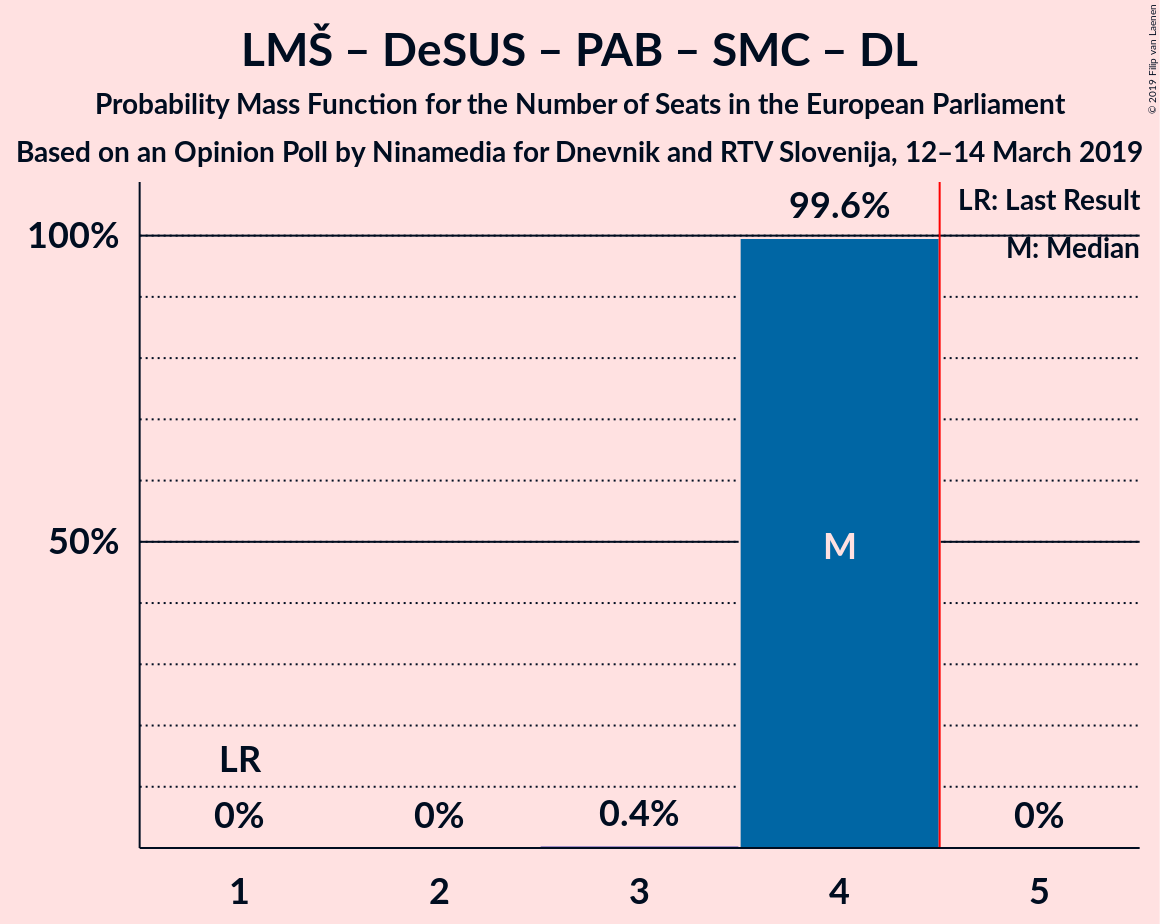 LMŠ – DeSUS – PAB – SMC – DL
Probability Mass Function for the Number of Seats in the European Parliament
Based on an Opinion Poll by Ninamedia for Dnevnik and RTV Slovenija, 12–14 March 2019
© 2019 Filip van Laenen
LR: Last Result
M: Median
99.6%
100%
50%
M
LR
0%
0%
0.4%
0%
1
2
3
4
5